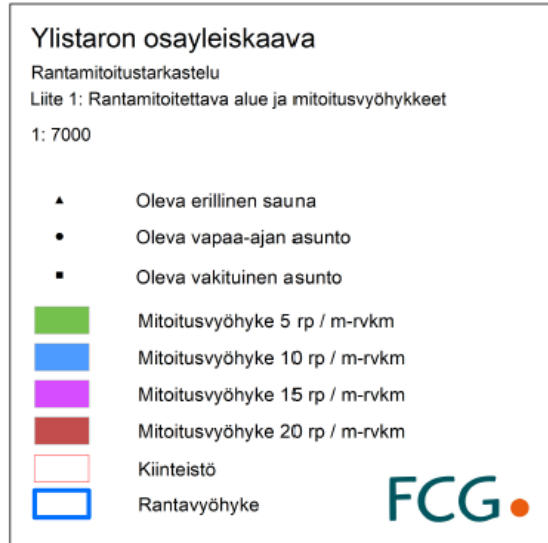 Ylistaron osayleiskaava
Rantamitoitustarkastelu
Liite 1: Rantamitoitettava alue ja mitoitusvyöhykkeet
1: 7000
Oleva erillinen sauna
Oleva vapaa-ajan asunto
Oleva vakituinen asunto
Mitoitusvyöhyke 5 rp / m-rvkm
Mitoitusvyöhyke 10 rp / m-rvkm
Mitoitusvyöhyke 15 rp / m-rvkm
Mitoitusvyöhyke 20 rp / m-rvkm
Kiinteistö
Rantavyöhyke
FCG